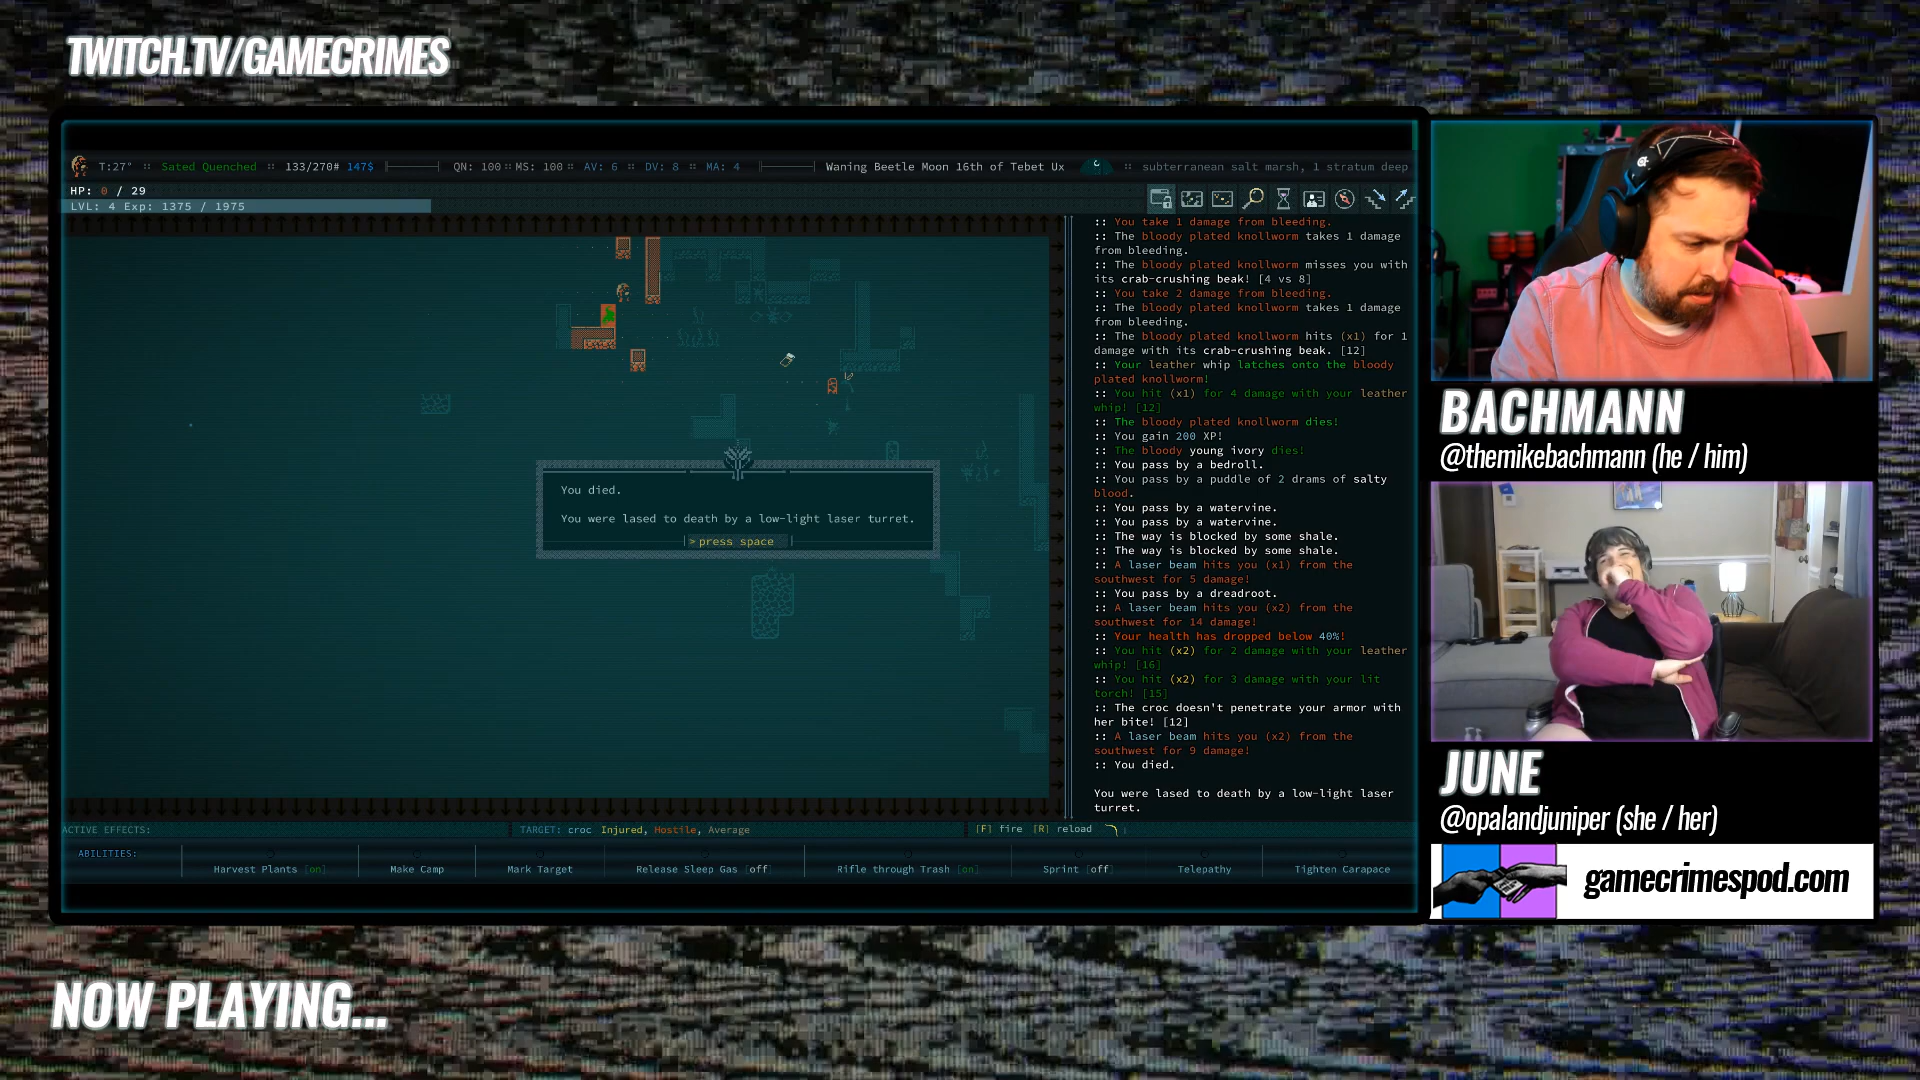 TWITCH.TV/GAMECRIMES
T:27° :: Sated Quenched :: 133/270# 147$ QN: 100 :: MS: 100 :: AV: 6 :: DV: 8 :: MA: 4 Waning Beetle Moon 16th of Tebet Ux :: subterranean salt marsh, 1 stratum deep
HP: 0 / 29
LVL: 4 Exp: 1375 / 1975
:: You take 1 damage from bleeding.
:: The bloody plated knollworm takes 1 damage
from bleeding.
:: The bloody plated knollworm misses you with
its crab-crushing beak! [4 vs 8]
:: You take 2 damage from bleeding.
:: The bloody plated knollworm takes 1 damage
from bleeding.
:: The bloody plated knollworm hits (x1) for 1
damage with its crab-crushing beak. [12]
:: Your leather whip latches onto the bloody
plated knollworm!
:: You hit (x1) for 4 damage with your leather
whip! [12]
:: The bloody plated knollworm dies!
:: You gain 200 XP!
:: The bloody young ivory dies!
:: You pass by a bedroll.
:: You pass by a puddle of 2 drams of salty
blood.
:: You pass by a watervine.
:: You pass by a watervine.
:: The way is blocked by some shale.
:: The way is blocked by some shale.
:: A laser beam hits you (x1) from the
southwest for 5 damage!
:: You pass by a dreadroot.
:: A laser beam hits you (x2) from the
southwest for 14 damage!
:: Your health has dropped below 40%!
:: You hit (x2) for 2 damage with your leather
whip! [16]
:: You hit (x2) for 3 damage with your lit
torch! [15]
:: The croc doesn't penetrate your armor with
her bite! [12]
:: A laser beam hits you (x2) from the
southwest for 9 damage!
:: You died.
You were lased to death by a low-light laser
turret.
You died.
You were lased to death by a low-light laser turret.
> press space
ACTIVE EFFECTS:
TARGET: croc Injured, Hostile, Average
[F] fire [R] reload
ABILITIES:
Harvest Plants [on] Make Camp Mark Target Release Sleep Gas [off] Rifle through Trash [on] Sprint [off] Telepathy Tighten Carapace
BACHMANN
@themikebachmann (he / him)
JUNE
@opalandjuniper (she / her)
gamecrimespod.com
NOW PLAYING...